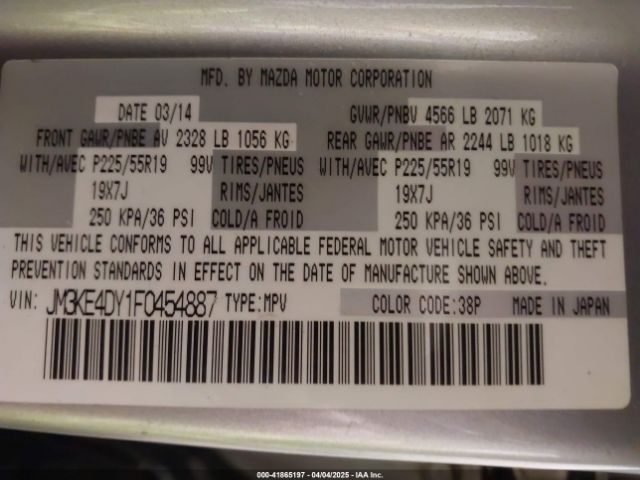 MFD. BY MAZDA MOTOR CORPORATION
DATE 03/14 GVWR/PNBV 4566 LB 2071 KG
FRONT GAWR/PNBE AV 2328 LB 1056 KG REAR GAWR/PNBE AR 2244 LB 1018 KG
WITH/AVEC P225/55R19 99V TIRES/PNEUS WITH/AVEC P225/55R19 99V TIRES/PNEUS
19X7J RIMS/JANTES 19X7J RIMS/JANTES
250 KPA/36 PSI COLD/A FROID 250 KPA/36 PSI COLD/A FROID
THIS VEHICLE CONFORMS TO ALL APPLICABLE FEDERAL MOTOR VEHICLE SAFETY AND THEFT
PREVENTION STANDARDS IN EFFECT ON THE DATE OF MANUFACTURE SHOWN ABOVE.
VIN: JM3KE4DY1F0454887 TYPE:MPV COLOR CODE:38P MADE IN JAPAN
000-41865197 - 04/04/2025 - IAA Inc.